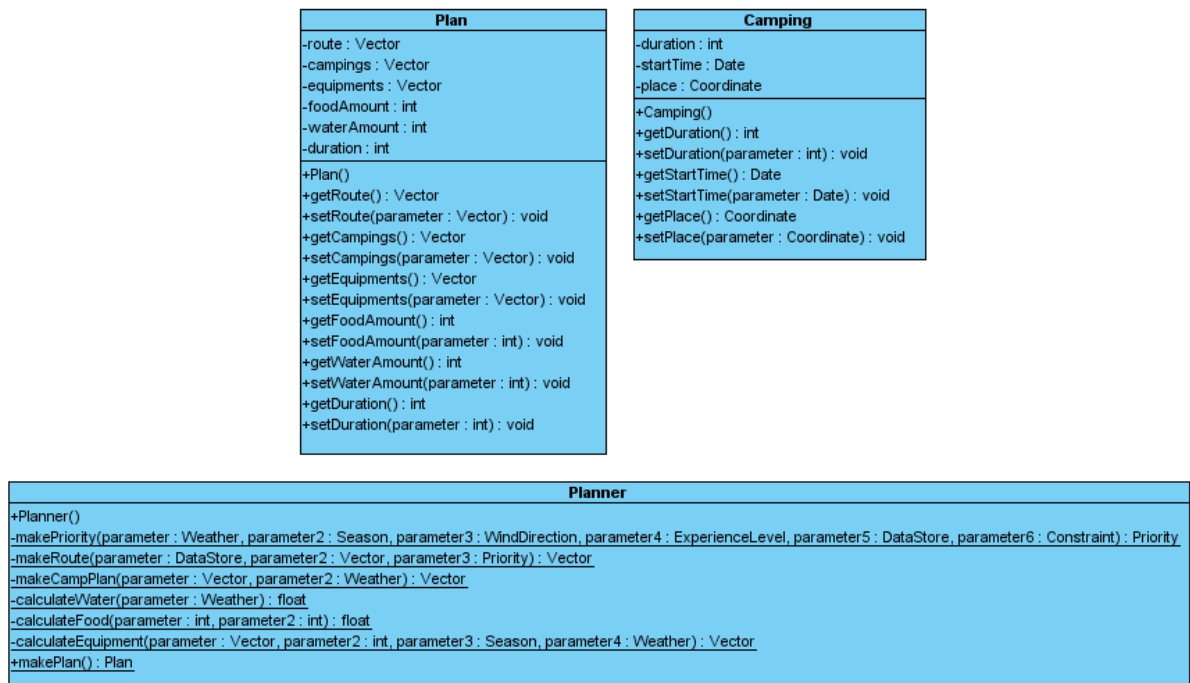 Plan
-route : Vector
-campings : Vector
-equipments : Vector
-foodAmount : int
-waterAmount : int
-duration : int
+Plan()
+getRoute() : Vector
+setRoute(parameter : Vector) : void
+getCampings() : Vector
+setCampings(parameter : Vector) : void
+getEquipments() : Vector
+setEquipments(parameter : Vector) : void
+getFoodAmount() : int
+setFoodAmount(parameter : int) : void
+getWaterAmount() : int
+setWaterAmount(parameter : int) : void
+getDuration() : int
+setDuration(parameter : int) : void
Camping
-duration : int
-startTime : Date
-place : Coordinate
+Camping()
+getDuration() : int
+setDuration(parameter : int) : void
+getStartTime() : Date
+setStartTime(parameter : Date) : void
+getPlace() : Coordinate
+setPlace(parameter : Coordinate) : void
Planner
+Planner()
-makePriority(parameter : Weather, parameter2 : Season, parameter3 : WindDirection, parameter4 : ExperienceLevel, parameter5 : DataStore, parameter6 : Constraint) : Priority
-makeRoute(parameter : DataStore, parameter2 : Vector, parameter3 : Priority) : Vector
-makeCampPlan(parameter : Vector, parameter2 : Weather) : Vector
-calculateWater(parameter : Weather) : float
-calculateFood(parameter : int, parameter2 : int) : float
-calculateEquipment(parameter : Vector, parameter2 : int, parameter3 : Season, parameter4 : Weather) : Vector
+makePlan() : Plan